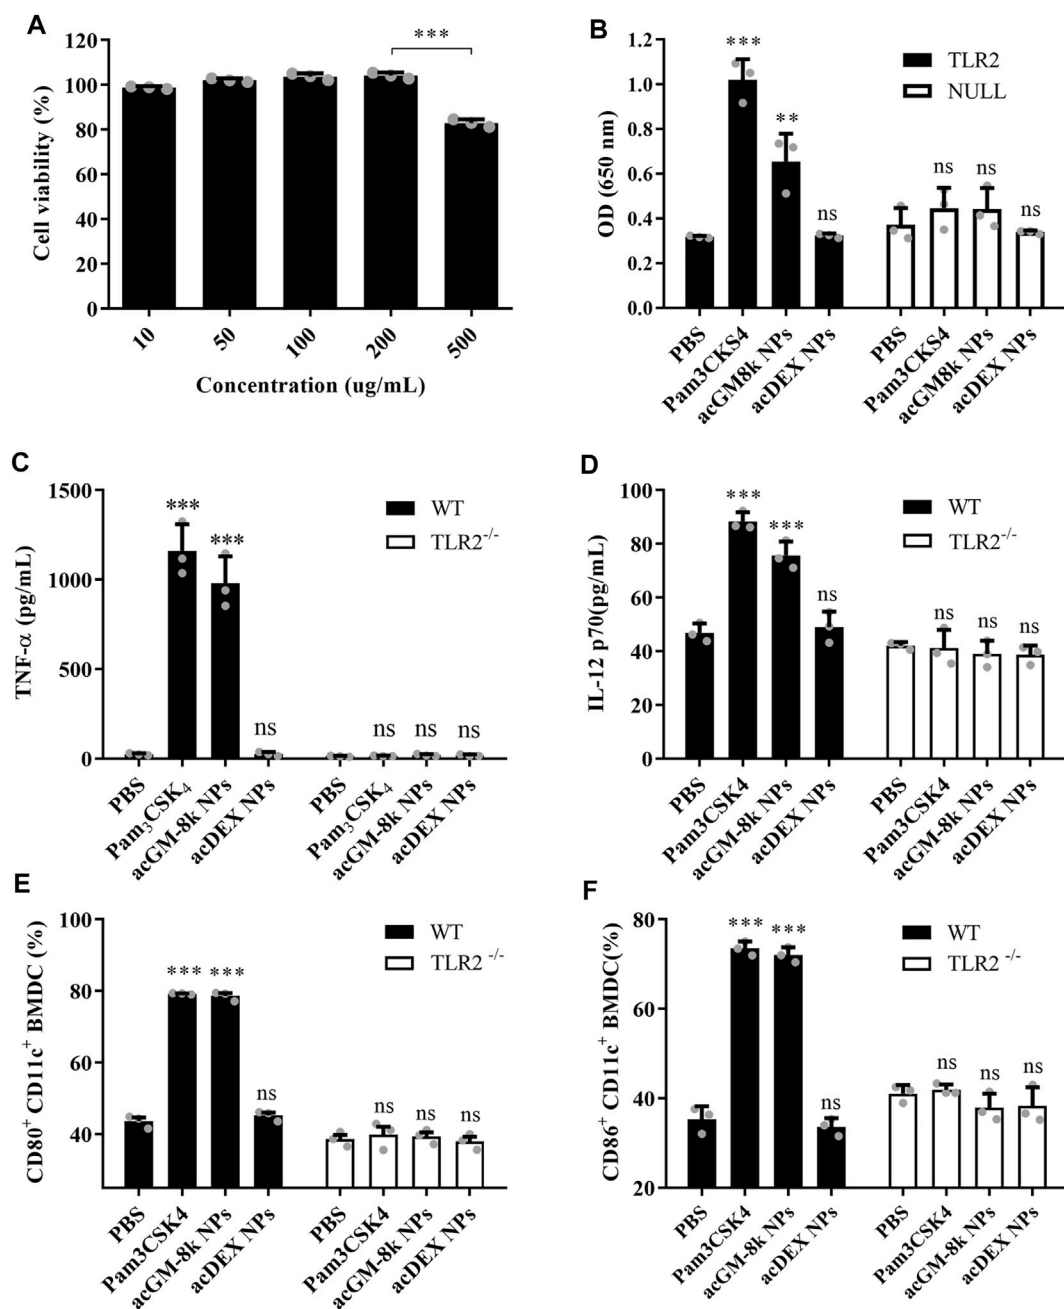 A
Cell viability (%)
120
100
80
60
40
20
0
***
10
50
100
200
500
Concentration (ug/mL)
B
OD (650 nm)
1.2
1.0
0.8
0.6
0.4
0.2
0.0
***
**
ns
ns
ns
ns
TLR2
NULL
PBS
Pam3CKS4
acGM8k NPs
acDEX NPs
PBS
Pam3CKS4
acGM8k NPs
acDEX NPs
C
TNF-α (pg/mL)
1500
1000
500
0
***
***
ns
ns
ns
ns
WT
TLR2-/-
PBS
Pam3CSK4
acGM-8k NPs
acDEX NPs
PBS
Pam3CSK4
acGM-8k NPs
acDEX NPs
D
IL-12 p70(pg/mL)
100
80
60
40
20
0
***
***
ns
ns
ns
ns
WT
TLR2-/-
PBS
Pam3CSK4
acGM-8k NPs
acDEX NPs
PBS
Pam3CSK4
acGM-8k NPs
acDEX NPs
E
CD80+ CD11c+ BMDC (%)
100
80
60
40
***
***
ns
ns
ns
ns
WT
TLR2 -/-
PBS
Pam3CSK4
acGM-8k NPs
acDEX NPs
PBS
Pam3CSK4
acGM-8k NPs
acDEX NPs
F
CD86+ CD11c+ BMDC(%)
80
60
40
20
***
***
ns
ns
ns
ns
WT
TLR2 -/-
PBS
Pam3CSK4
acGM-8k NPs
acDEX NPs
PBS
Pam3CSK4
acGM-8k NPs
acDEX NPs